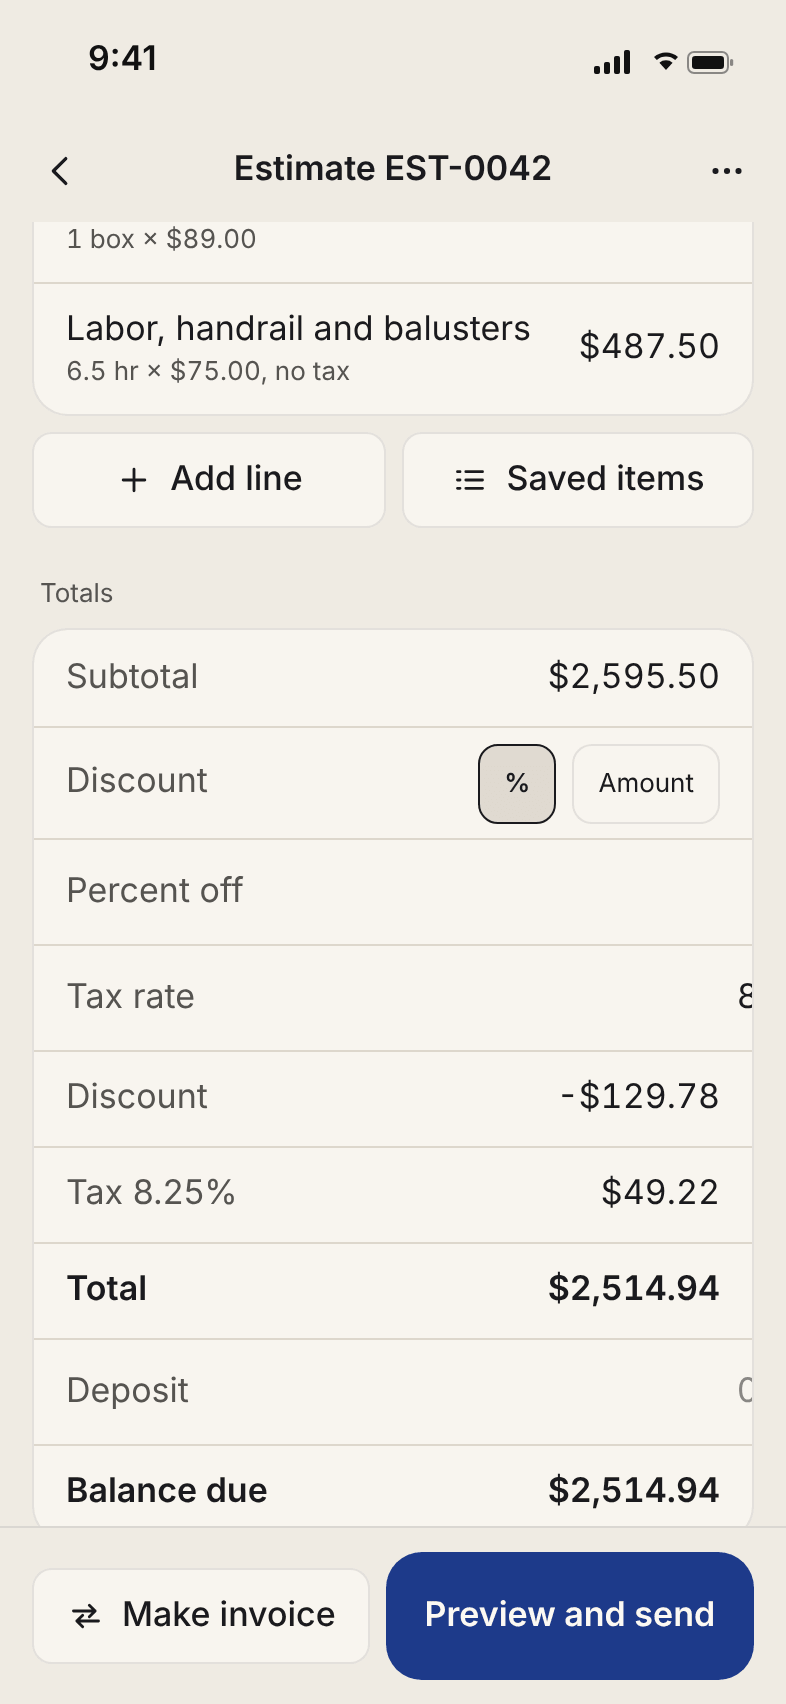 9:41
Estimate EST-0042
1 box × $89.00
Labor, handrail and balusters
$487.50
6.5 hr × $75.00, no tax
Add line
Saved items
Totals
Subtotal $2,595.50
Discount % Amount
Percent off
Tax rate 8
Discount -$129.78
Tax 8.25% $49.22
Total $2,514.94
Deposit 0
Balance due $2,514.94
Make invoice
Preview and send